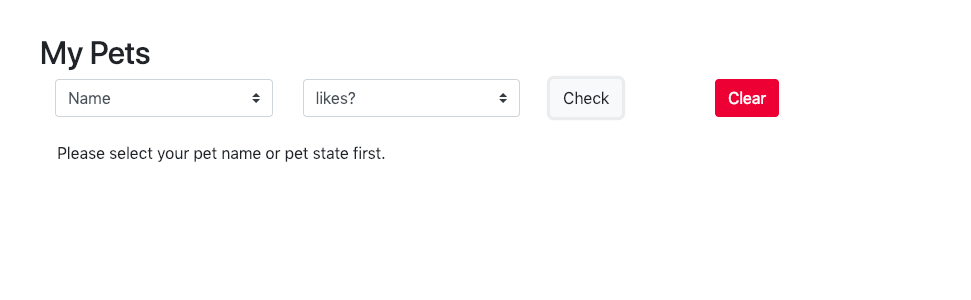 My Pets
Name likes? Check Clear
Please select your pet name or pet state first.